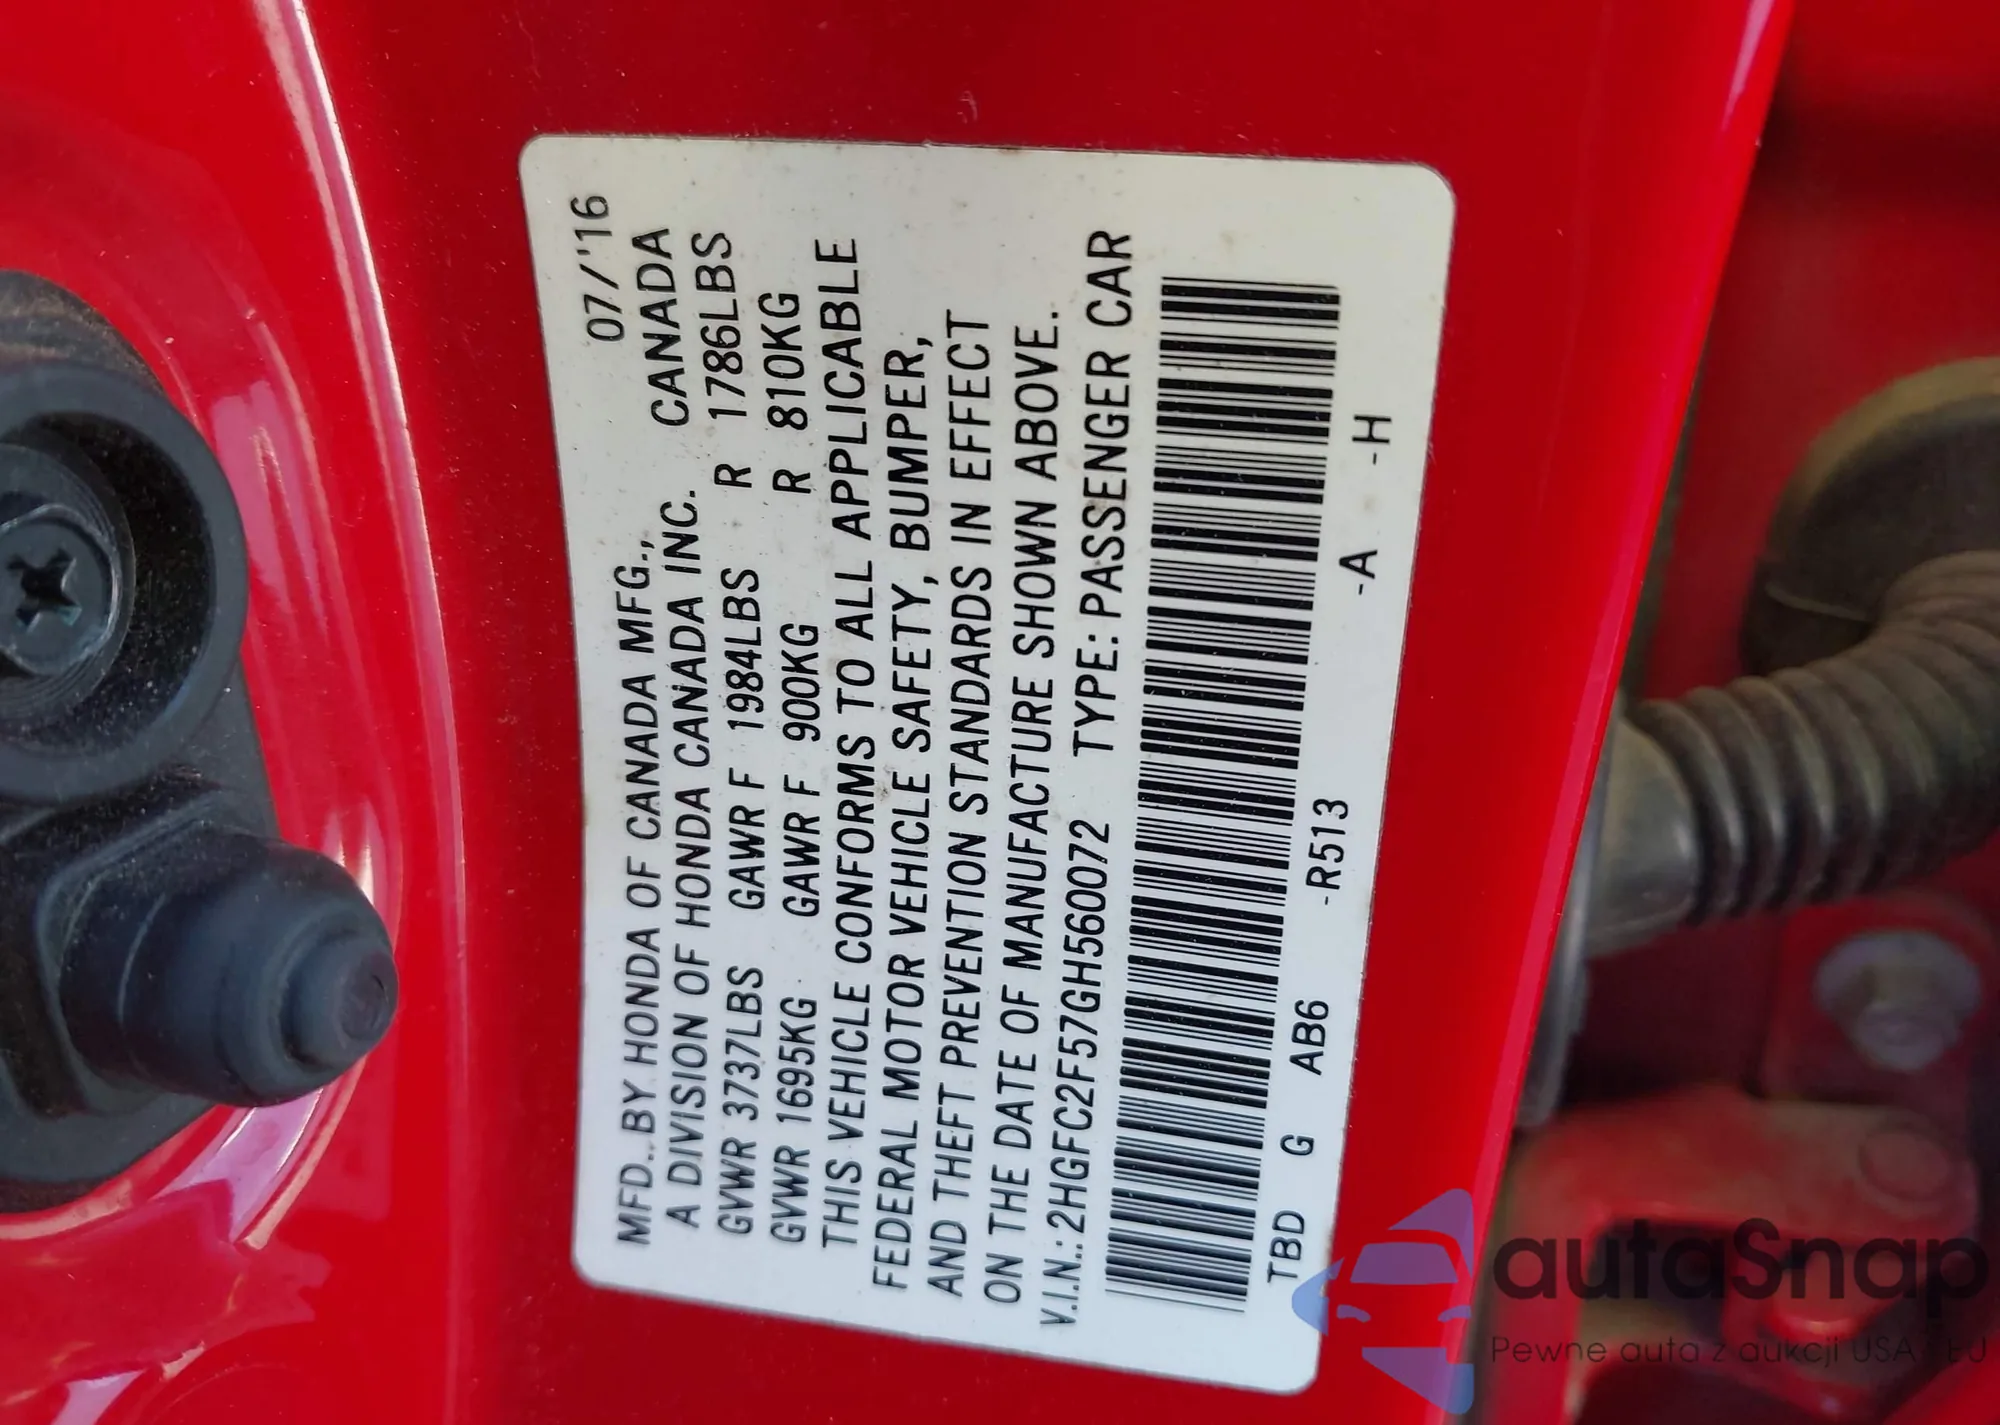 07/'16
MFD. BY HONDA OF CANADA MFG.,
A DIVISION OF HONDA CANADA INC. CANADA
GVWR 3737LBS GAWR F 1984LBS R 1786LBS
GVWR 1695KG GAWR F 900KG R 810KG
THIS VEHICLE CONFORMS TO ALL APPLICABLE
FEDERAL MOTOR VEHICLE SAFETY, BUMPER,
AND THEFT PREVENTION STANDARDS IN EFFECT
ON THE DATE OF MANUFACTURE SHOWN ABOVE.
V.I.N.: 2HGFC2F57GH560072 TYPE: PASSENGER CAR
TBD G AB6 -R513 -A -H
autaSnap
Pewne auta z aukcji USA i EU